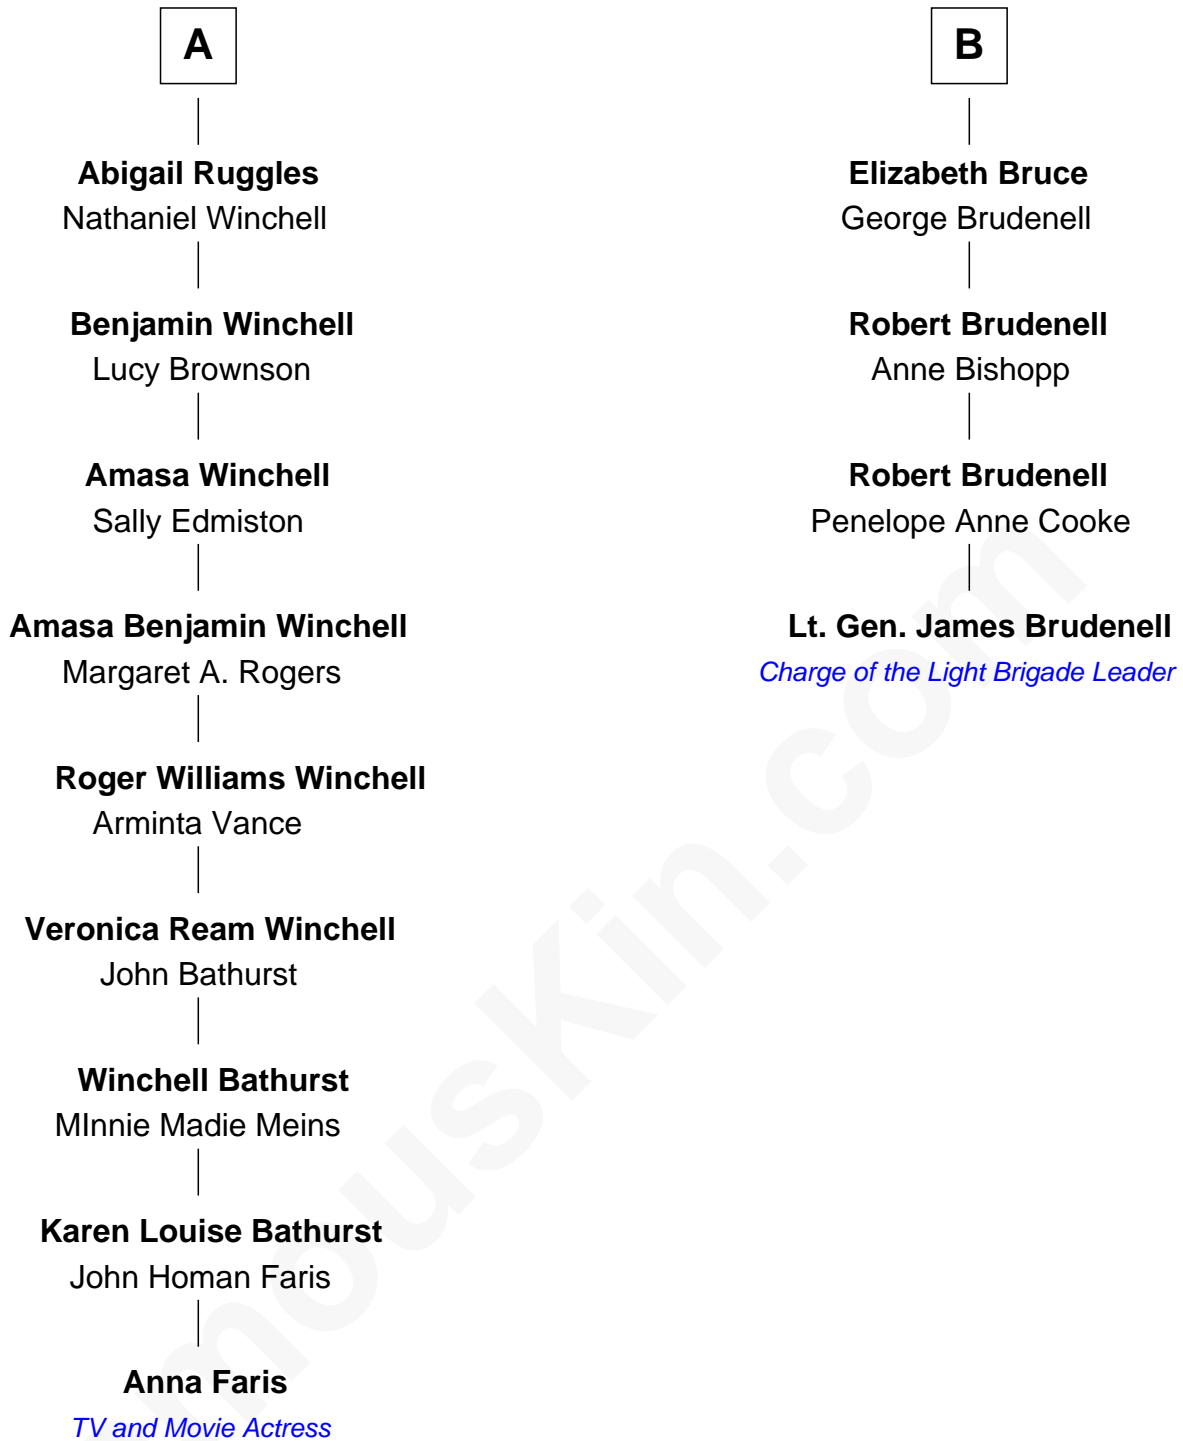 A
Abigail Ruggles
Nathaniel Winchell
Benjamin Winchell
Lucy Brownson
Amasa Winchell
Sally Edmiston
Amasa Benjamin Winchell
Margaret A. Rogers
Roger Williams Winchell
Arminta Vance
Veronica Ream Winchell
John Bathurst
Winchell Bathurst
MInnie Madie Meins
Karen Louise Bathurst
John Homan Faris
Anna Faris
TV and Movie Actress
B
Elizabeth Bruce
George Brudenell
Robert Brudenell
Anne Bishopp
Robert Brudenell
Penelope Anne Cooke
Lt. Gen. James Brudenell
Charge of the Light Brigade Leader
mouskin.com